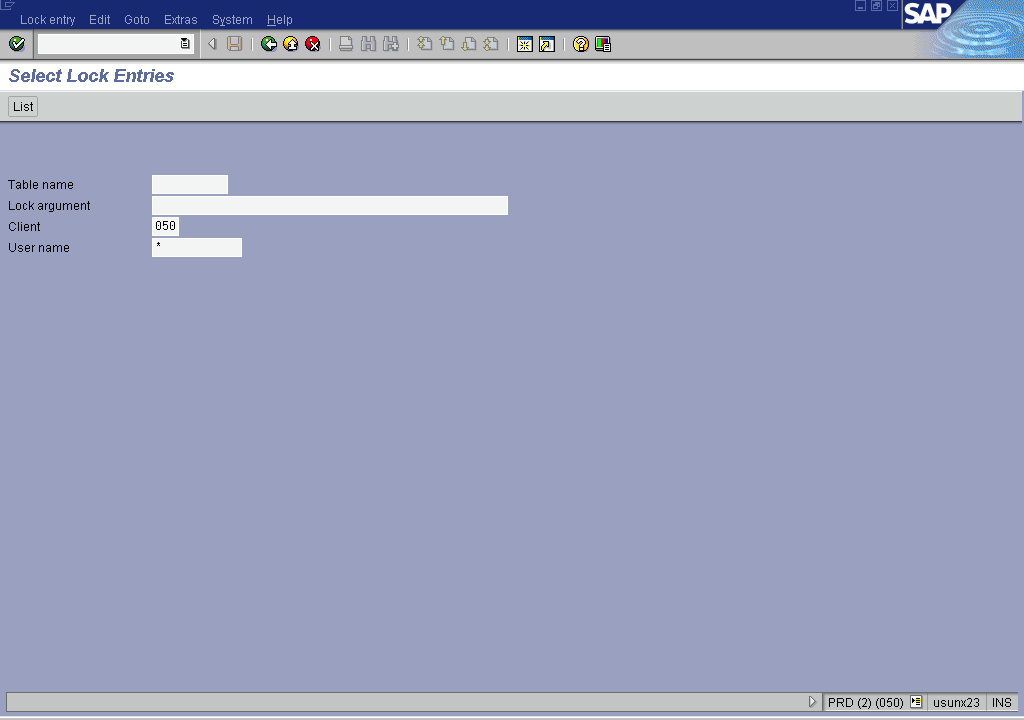 Lock entry Edit Goto Extras System Help
SAP
Select Lock Entries
List
Table name
Lock argument
Client 050
User name *
PRD (2) (050) usunx23 INS